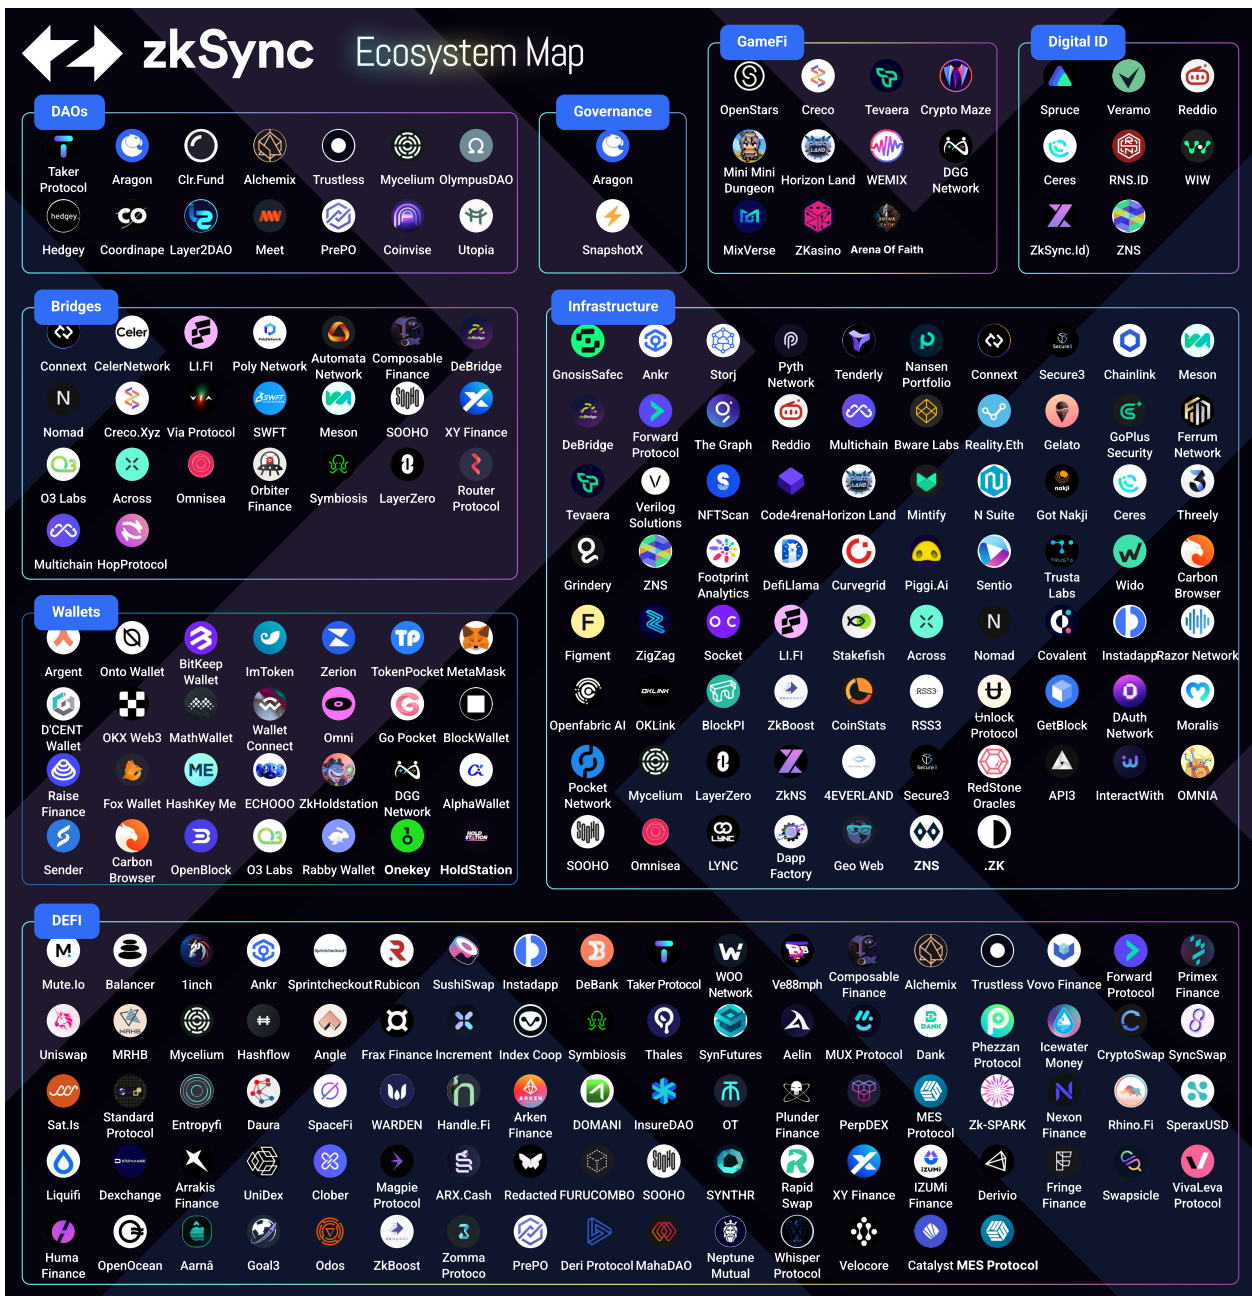 zkSync Ecosystem Map
DAOs
Taker Protocol
Aragon
Clr.Fund
Alchemix
Trustless
Mycelium
OlympusDAO
Hedgey
Coordinape
Layer2DAO
Meet
PrePO
Coinvise
Utopia
Governance
Aragon
SnapshotX
GameFi
OpenStars
Creco
Tevaera
Crypto Maze
Mini Mini Dungeon
Horizon Land
WEMIX
DGG Network
MixVerse
ZKasino
Arena Of Faith
Digital ID
Spruce
Veramo
Reddio
Ceres
RNS.ID
WIW
ZkSync.Id)
ZNS
Bridges
Connext
CelerNetwork
LI.FI
Poly Network
Automata Network
Composable Finance
DeBridge
Nomad
Creco.Xyz
Via Protocol
SWFT
Meson
SOOHO
XY Finance
O3 Labs
Across
Omnisea
Orbiter Finance
Symbiosis
LayerZero
Router Protocol
Multichain
HopProtocol
Infrastructure
GnosisSafec
Ankr
Storj
Pyth Network
Tenderly
Nansen Portfolio
Connext
Secure3
Chainlink
Meson
DeBridge
Forward Protocol
The Graph
Reddio
Multichain
Bware Labs
Reality.Eth
Gelato
GoPlus Security
Ferrum Network
Tevaera
Verilog Solutions
NFTScan
Code4rena
Horizon Land
Mintify
N Suite
Got Nakji
Ceres
Threely
Grindery
ZNS
Footprint Analytics
DefiLlama
Curvegrid
Piggi.Ai
Sentio
Trusta Labs
Wido
Carbon Browser
Figment
ZigZag
Socket
LI.FI
Stakefish
Across
Nomad
Covalent
Instadapp
Razor Network
Openfabric AI
OKLink
BlockPI
ZkBoost
CoinStats
RSS3
Unlock Protocol
GetBlock
DAuth Network
Moralis
Pocket Network
Mycelium
LayerZero
ZkNS
4EVERLAND
Secure3
RedStone Oracles
API3
InteractWith
OMNIA
SOOHO
Omnisea
LYNC
Dapp Factory
Geo Web
ZNS
.ZK
Wallets
Argent
Onto Wallet
BitKeep Wallet
ImToken
Zerion
TokenPocket
MetaMask
D'CENT Wallet
OKX Web3
MathWallet
Wallet Connect
Omni
Go Pocket
BlockWallet
Raise Finance
Fox Wallet
HashKey Me
ECHOOO
ZkHoldstation
DGG Network
AlphaWallet
Sender
Carbon Browser
OpenBlock
O3 Labs
Rabby Wallet
Onekey
HoldStation
DEFI
Mute.Io
Balancer
1inch
Ankr
Sprintcheckout
Rubicon
SushiSwap
Instadapp
DeBank
Taker Protocol
WOO Network
Ve88mph
Composable Finance
Alchemix
Trustless
Vovo Finance
Forward Protocol
Primex Finance
Uniswap
MRHB
Mycelium
Hashflow
Angle
Frax Finance
Increment
Index Coop
Symbiosis
Thales
SynFutures
Aelin
MUX Protocol
Dank
Phezzan Protocol
Icewater Money
CryptoSwap
SyncSwap
Sat.Is
Standard Protocol
Entropyfi
Daura
SpaceFi
WARDEN
Handle.Fi
Arken Finance
DOMANI
InsureDAO
OT
Plunder Finance
PerpDEX
MES Protocol
Zk-SPARK
Nexon Finance
Rhino.Fi
SperaxUSD
Liquifi
Dexchange
Arrakis Finance
UniDex
Clober
Magpie Protocol
ARX.Cash
Redacted
FURUCOMBO
SOOHO
SYNTHR
Rapid Swap
XY Finance
IZUMi Finance
Derivio
Fringe Finance
Swapsicle
VivaLeva Protocol
Huma Finance
OpenOcean
Aarnâ
Goal3
Odos
ZkBoost
Zomma Protoco
PrePO
Deri Protocol
MahaDAO
Neptune Mutual
Whisper Protocol
Velocore
Catalyst
MES Protocol